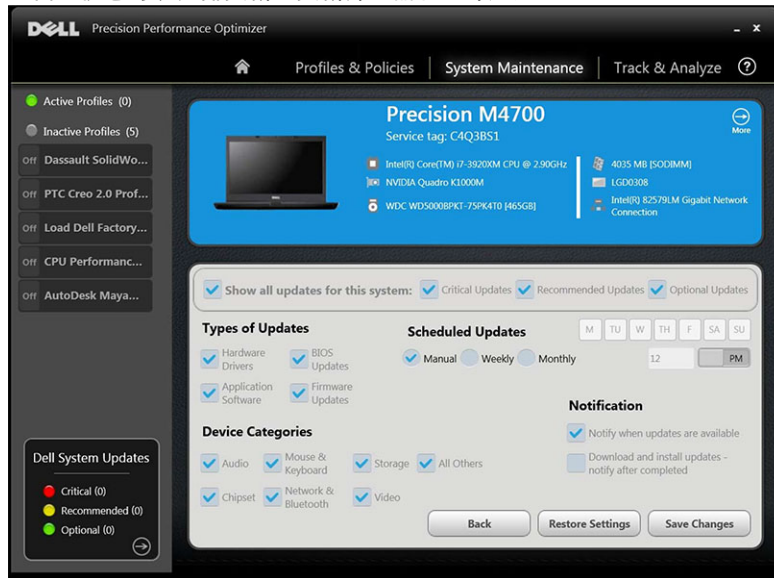 DELL Precision Performance Optimizer
Profiles & Policies
System Maintenance
Track & Analyze
?
Active Profiles (0)
Inactive Profiles (5)
Off Dassault SolidWo...
Off PTC Creo 2.0 Prof...
Off Load Dell Factory...
Off CPU Performanc...
Off AutoDesk Maya...
Precision M4700
Service tag: C4Q3BS1
More
Intel(R) Core(TM) i7-3920XM CPU @ 2.90GHz
NVIDIA Quadro K1000M
WDC WD5000BPKT-75PK4T0 [465GB]
4035 MB [SODIMM]
LGD0308
Intel(R) 82579LM Gigabit Network
Connection
Show all updates for this system: Critical Updates Recommended Updates Optional Updates
Types of Updates
Hardware
Drivers
BIOS
Updates
Application
Software
Firmware
Updates
Scheduled Updates
M TU W TH F SA SU
Manual Weekly Monthly
12 PM
Device Categories
Audio
Mouse &
Keyboard
Storage
All Others
Chipset
Network &
Bluetooth
Video
Notification
Notify when updates are available
Download and install updates -
notify after completed
Back
Restore Settings
Save Changes
Dell System Updates
Critical (0)
Recommended (0)
Optional (0)